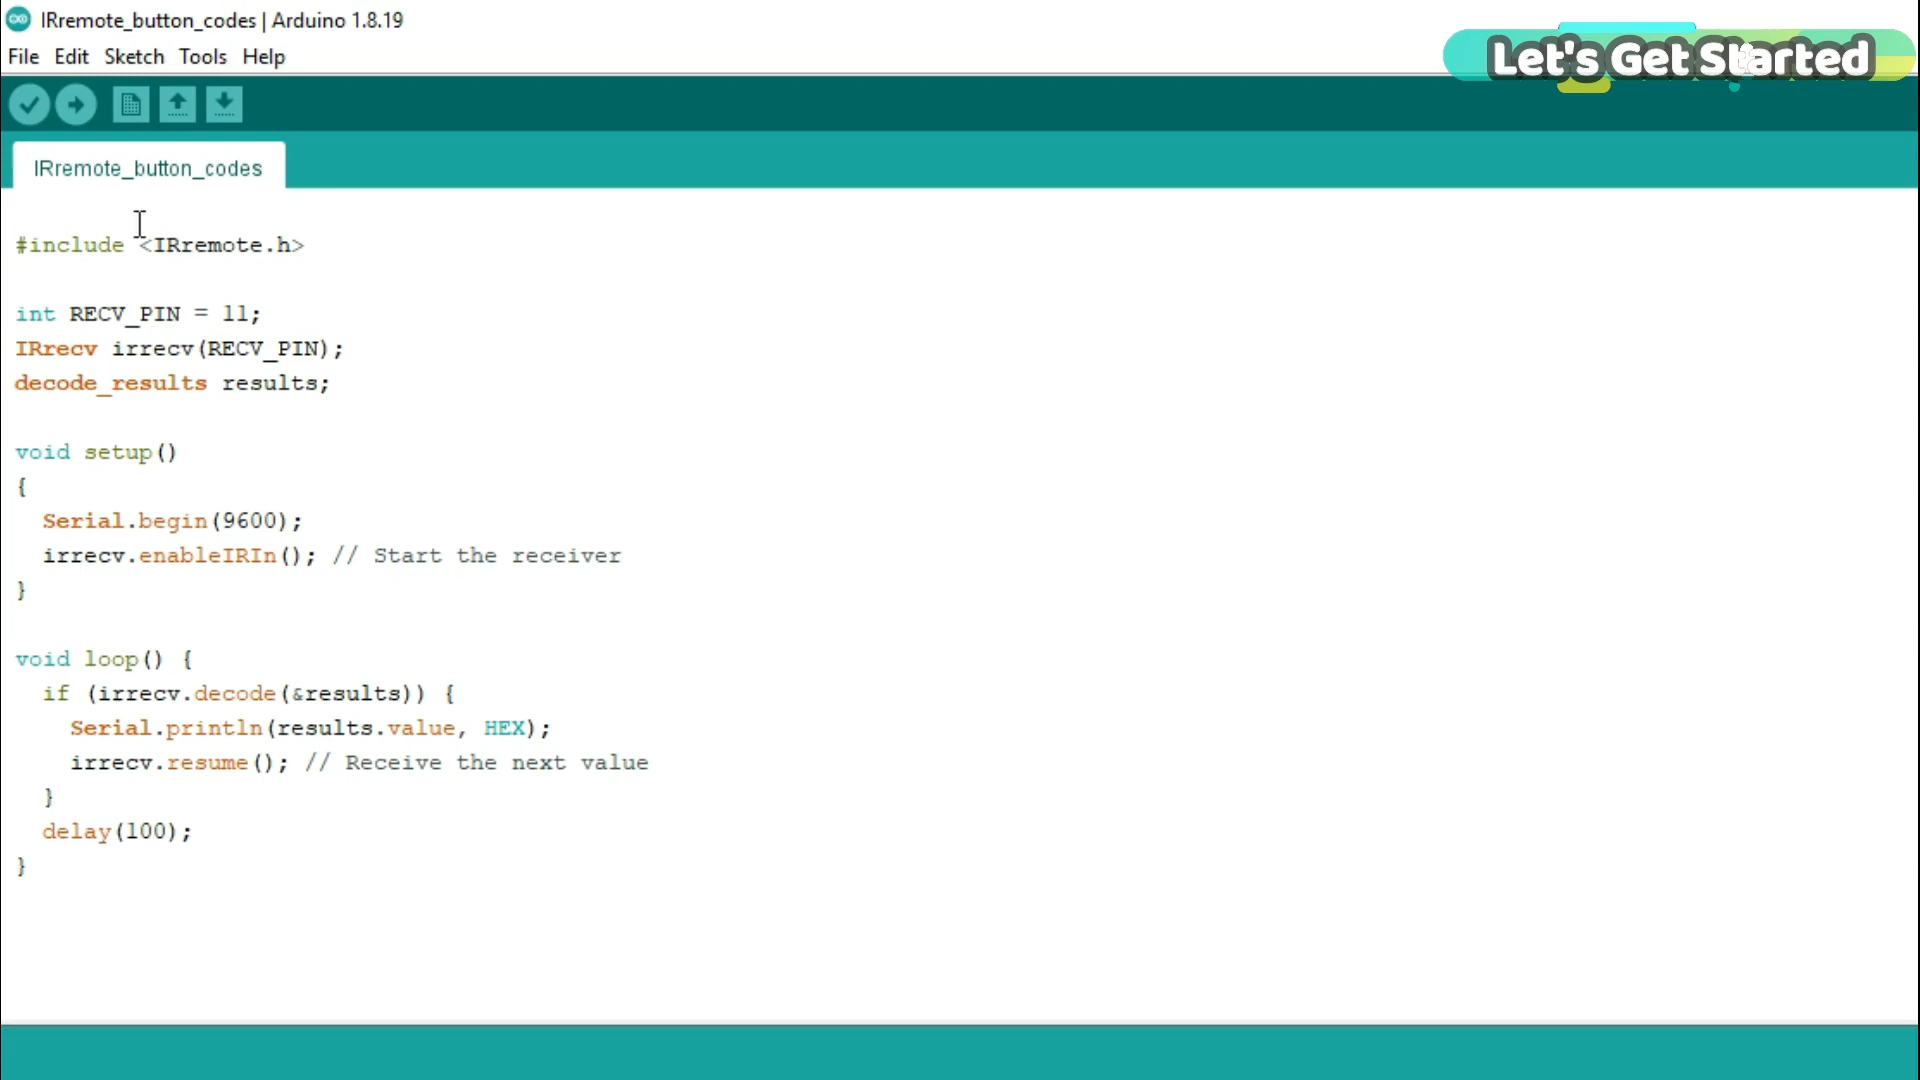 IRremote_button_codes | Arduino 1.8.19
File Edit Sketch Tools Help
Let's Get Started
IRremote_button_codes
#include <IRremote.h>
int RECV_PIN = 11;
IRrecv irrecv(RECV_PIN);
decode_results results;
void setup()
{
  Serial.begin(9600);
  irrecv.enableIRIn(); // Start the receiver
}
void loop() {
  if (irrecv.decode(&results)) {
    Serial.println(results.value, HEX);
    irrecv.resume(); // Receive the next value
  }
  delay(100);
}